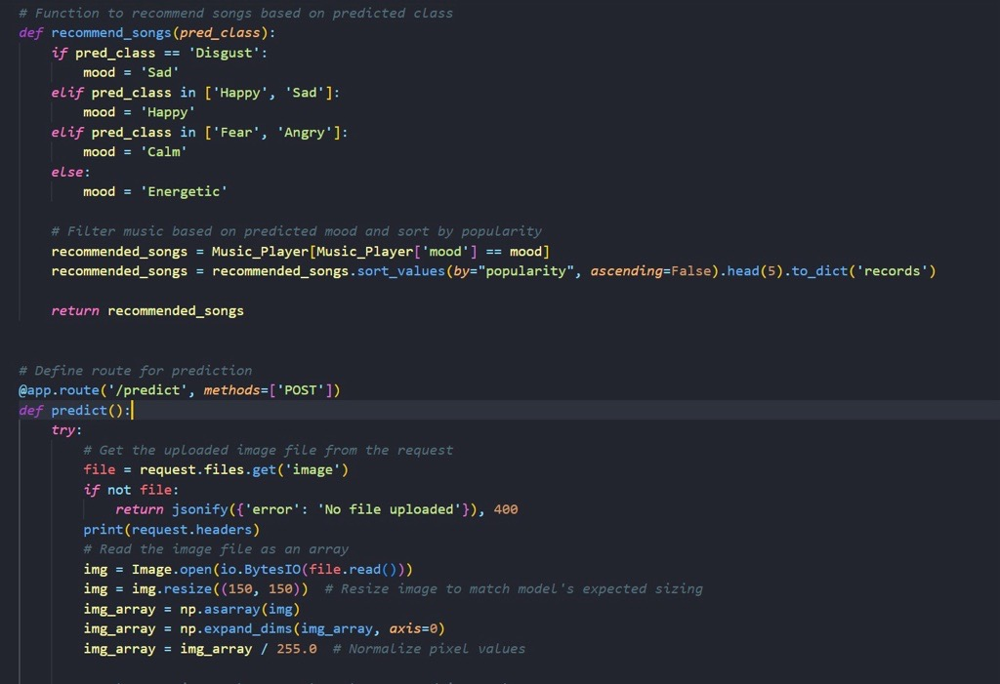 # Function to recommend songs based on predicted class
def recommend_songs(pred_class):
    if pred_class == 'Disgust':
        mood = 'Sad'
    elif pred_class in ['Happy', 'Sad']:
        mood = 'Happy'
    elif pred_class in ['Fear', 'Angry']:
        mood = 'Calm'
    else:
        mood = 'Energetic'

    # Filter music based on predicted mood and sort by popularity
    recommended_songs = Music_Player[Music_Player['mood'] == mood]
    recommended_songs = recommended_songs.sort_values(by="popularity", ascending=False).head(5).to_dict('records')

    return recommended_songs


# Define route for prediction
@app.route('/predict', methods=['POST'])
def predict():
    try:
        # Get the uploaded image file from the request
        file = request.files.get('image')
        if not file:
            return jsonify({'error': 'No file uploaded'}), 400
        print(request.headers)
        # Read the image file as an array
        img = Image.open(io.BytesIO(file.read()))
        img = img.resize((150, 150))  # Resize image to match model's expected sizing
        img_array = np.asarray(img)
        img_array = np.expand_dims(img_array, axis=0)
        img_array = img_array / 255.0  # Normalize pixel values